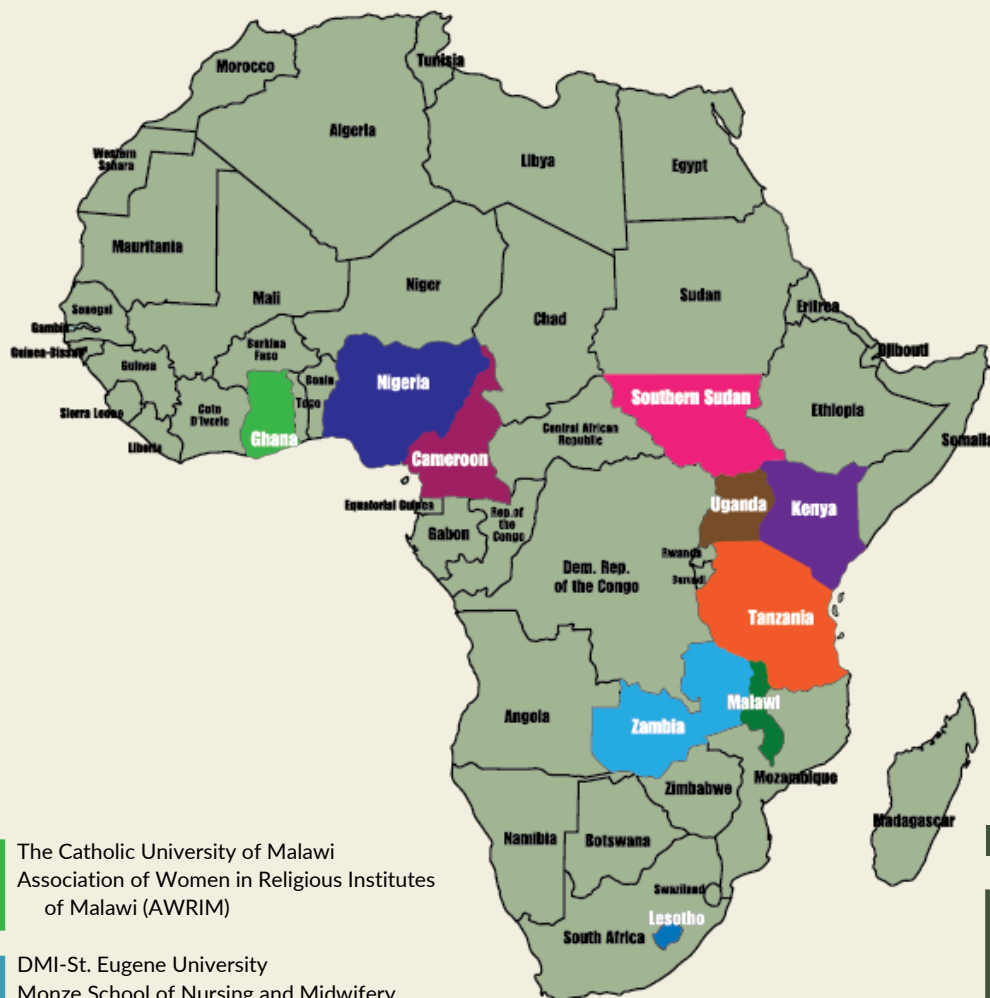 Morocco
Tunisia
Algeria
Libya
Egypt
Western
Sahara
Mauritania
Mali
Niger
Chad
Sudan
Eritrea
Djibouti
Senegal
Gambia
Guinea-Bissau
Guinea
Burkina
Faso
Benin
Nigeria
Southern Sudan
Ethiopia
Somalia
Sierra Leone
Liberia
D'Ivorie
Togo
Ghana
Cameroon
Central African
Republic
Equatorial Guinea
Gabon
Rep.of
the
Congo
Uganda
Kenya
Rwanda
Burundi
Dem. Rep.
of the Congo
Tanzania
Angola
Zambia
Malawi
Mozambique
Zimbabwe
Madagascar
Namibia
Botswana
Swaziland
Lesotho
South Africa
The Catholic University of Malawi
Association of Women in Religious Institutes
of Malawi (AWRIM)
DMI-St. Eugene University
Monze School of Nursing and Midwifery